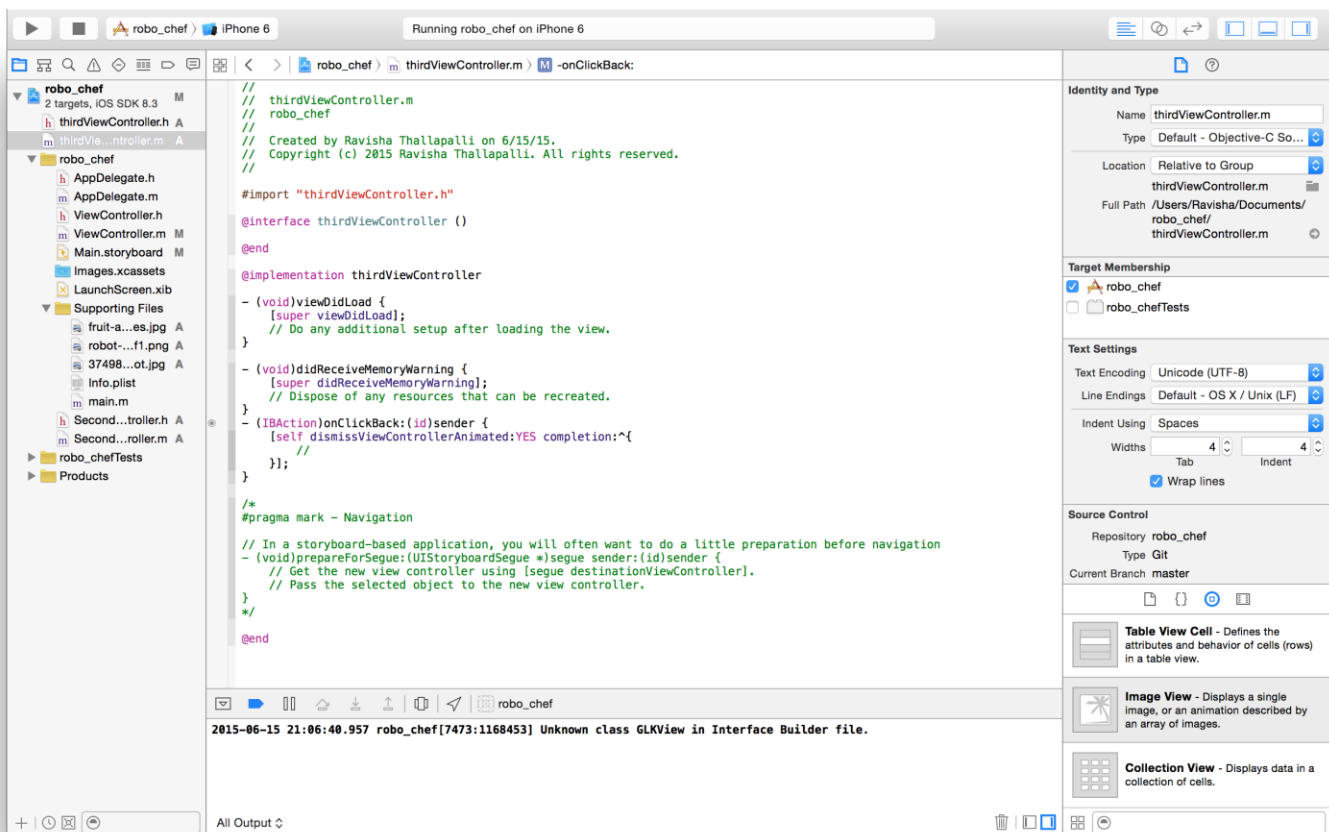 robo_chef 〉 iPhone 6
Running robo_chef on iPhone 6
robo_chef 〉 thirdViewController.m 〉 M -onClickBack:
robo_chef
2 targets, iOS SDK 8.3 M
h thirdViewController.h A
m thirdVie...ntroller.m A
robo_chef
h AppDelegate.h
m AppDelegate.m
h ViewController.h
m ViewController.m M
Main.storyboard M
Images.xcassets
LaunchScreen.xib
Supporting Files
fruit-a...es.jpg A
robot-...f1.png A
37498...ot.jpg A
Info.plist
m main.m
h Second...troller.h A
m Second...roller.m A
robo_chefTests
Products
//
//  thirdViewController.m
//  robo_chef
//
//  Created by Ravisha Thallapalli on 6/15/15.
//  Copyright (c) 2015 Ravisha Thallapalli. All rights reserved.
//
#import "thirdViewController.h"
@interface thirdViewController ()
@end
@implementation thirdViewController
- (void)viewDidLoad {
    [super viewDidLoad];
    // Do any additional setup after loading the view.
}
- (void)didReceiveMemoryWarning {
    [super didReceiveMemoryWarning];
    // Dispose of any resources that can be recreated.
}
- (IBAction)onClickBack:(id)sender {
    [self dismissViewControllerAnimated:YES completion:^{
        //
    }];
}
/*
#pragma mark - Navigation
// In a storyboard-based application, you will often want to do a little preparation before navigation
- (void)prepareForSegue:(UIStoryboardSegue *)segue sender:(id)sender {
    // Get the new view controller using [segue destinationViewController].
    // Pass the selected object to the new view controller.
}
*/
@end
robo_chef
2015-06-15 21:06:40.957 robo_chef[7473:1168453] Unknown class GLKView in Interface Builder file.
All Output
Identity and Type
Name thirdViewController.m
Type Default - Objective-C So...
Location Relative to Group
thirdViewController.m
Full Path /Users/Ravisha/Documents/
robo_chef/
thirdViewController.m
Target Membership
robo_chef
robo_chefTests
Text Settings
Text Encoding Unicode (UTF-8)
Line Endings Default - OS X / Unix (LF)
Indent Using Spaces
Widths 4 4
Tab Indent
Wrap lines
Source Control
Repository robo_chef
Type Git
Current Branch master
{}
Table View Cell - Defines the
attributes and behavior of cells (rows)
in a table view.
Image View - Displays a single
image, or an animation described by
an array of images.
Collection View - Displays data in a
collection of cells.